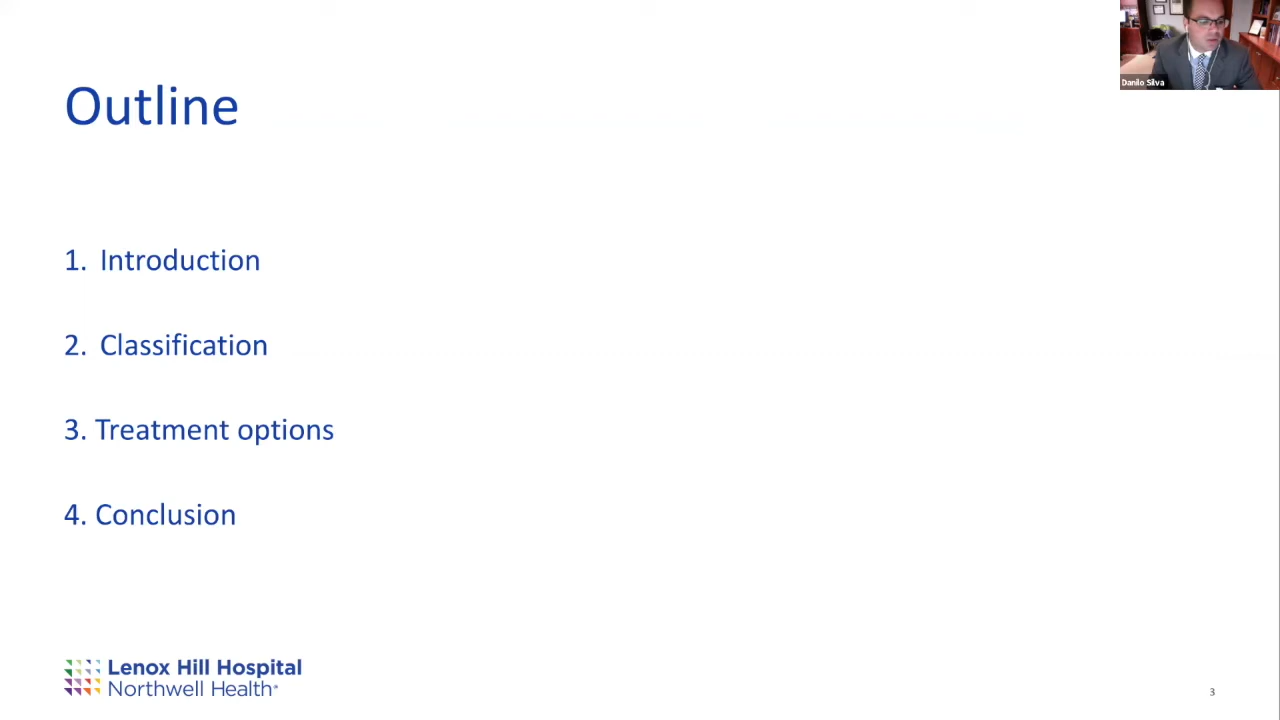 Danilo Silva
Outline
1. Introduction
2. Classification
3. Treatment options
4. Conclusion
Lenox Hill Hospital
Northwell Health
3